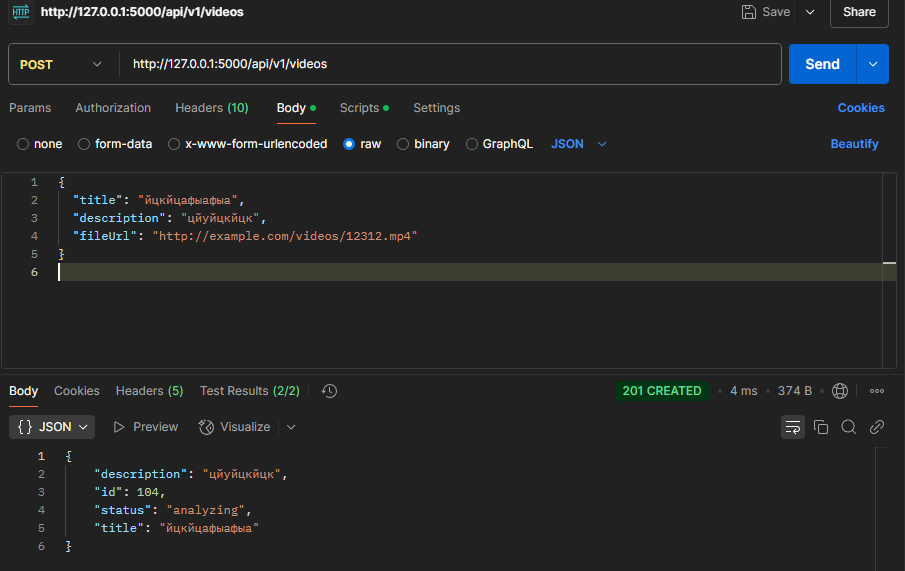 HTTP http://127.0.0.1:5000/api/v1/videos Save Share
POST http://127.0.0.1:5000/api/v1/videos Send
Params Authorization Headers (10) Body Scripts Settings Cookies
none form-data x-www-form-urlencoded raw binary GraphQL JSON Beautify
1 {
2 "title": "йцкйцафыафыа",
3 "description": "цйуйцкйцк",
4 "fileUrl": "http://example.com/videos/12312.mp4"
5 }
6
Body Cookies Headers (5) Test Results (2/2) 201 CREATED 4 ms 374 B
{} JSON Preview Visualize
1 {
2 "description": "цйуйцкйцк",
3 "id": 104,
4 "status": "analyzing",
5 "title": "йцкйцафыафыа"
6 }